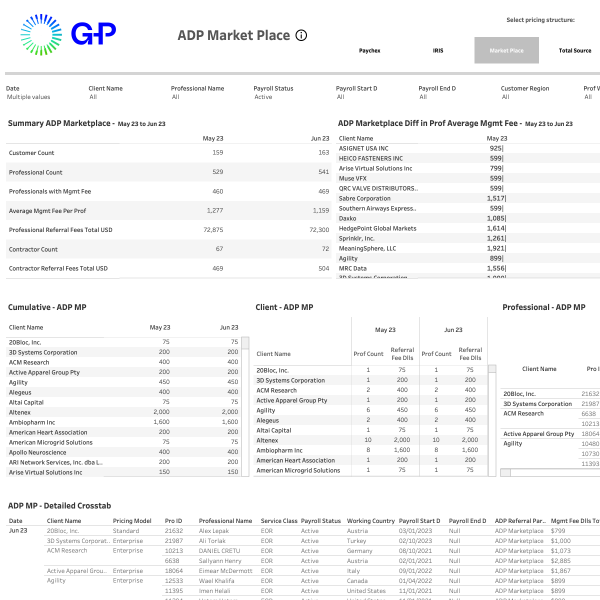 G-P
ADP Market Place
Select pricing structure:
Paychex IRIS Market Place Total Source
Date Client Name Professional Name Payroll Status Payroll Start D Payroll End D Customer Region Prof
Multiple values All All Active All All All All
Summary ADP Marketplace - May 23 to Jun 23
May 23 Jun 23
Customer Count 159 163
Professional Count 529 541
Professionals with Mgmt Fee 460 469
Average Mgmt Fee Per Prof 1,277 1,159
Professional Referral Fees Total USD 72,875 72,300
Contractor Count 67 72
Contractor Referral Fees Total USD 469 504
ADP Marketplace Diff in Prof Average Mgmt Fee - May 23 to Jun 23
Client Name May 23
ASIGNET USA INC 925
HEICO FASTENERS INC 599
Arise Virtual Solutions Inc 799
Muse VFX 599
QRC VALVE DISTRIBUTORS.. 599
Sabre Corporation 1,517
Southern Airways Express.. 599
Daxko 1,085
HedgePoint Global Markets 1,614
Sprinklr, Inc. 1,261
MeaningSphere, LLC 1,921
Agility 899
MRC Data 1,556
3D Systems Corporation
Cumulative - ADP MP
Client Name May 23 Jun 23
20Bloc, Inc. 75 75
3D Systems Corporation 200 200
ACM Research 400 400
Active Apparel Group Pty 200 200
Agility 450 450
Alegeus 400 400
Altai Capital 75 75
Altenex 2,000 2,000
Ambiopharm Inc 1,600 1,600
American Heart Association 200 200
American Microgrid Solutions 75 75
Apollo Neuroscience 400 400
ARI Network Services, Inc. dba L.. 200 200
Arise Virtual Solutions Inc 75 150
Client - ADP MP
May 23 Jun 23
Client Name Prof Count Referral Fee Dlls Prof Count Referral Fee Dlls
20Bloc, Inc. 1 75 1 75
3D Systems Corporation 1 200 1 200
ACM Research 2 400 2 400
Active Apparel Group Pty 1 200 1 200
Agility 6 450 6 450
Alegeus 2 400 2 400
Altai Capital 1 75 1 75
Altenex 10 2,000 10 2,000
Ambiopharm Inc 8 1,600 8 1,600
American Heart Association 1 200 1 200
American Microgrid Solutions 1 75 1 75
Professional - ADP MP
Client Name Pro I
20Bloc, Inc. 21632
3D Systems Corporation 21987
ACM Research 6638
10213
Active Apparel Group Pty 18064
Agility 10480
10730
11393
ADP MP - Detailed Crosstab
Date Client Name Pricing Model Pro ID Professional Name Service Class Payroll Status Working Country Payroll Start D Payroll End D ADP Referral Par.. Mgmt Fee Dlls To
Jun 23 20Bloc, Inc. Standard 21632 Alex Lepak EOR Active Austria 03/01/2023 Null ADP Marketplace $799
3D Systems Corporat.. Enterprise 21987 Ali Toriak EOR Active Turkey 02/10/2023 Null ADP Marketplace $1,000
ACM Research Enterprise 10213 DANIEL CRETU EOR Active Germany 08/10/2021 Null ADP Marketplace $1,073
6638 Sallyann Henry EOR Active Austria 02/01/2021 Null ADP Marketplace $2,885
Active Apparel Grou.. Enterprise 18064 Eimear McDermott EOR Active Italy 09/01/2022 Null ADP Marketplace $1,867
Agility Enterprise 12533 Wael Khalifa EOR Active Canada 01/04/2022 Null ADP Marketplace $899
11395 Imen Helali EOR Active United States 11/01/2021 Null ADP Marketplace $899